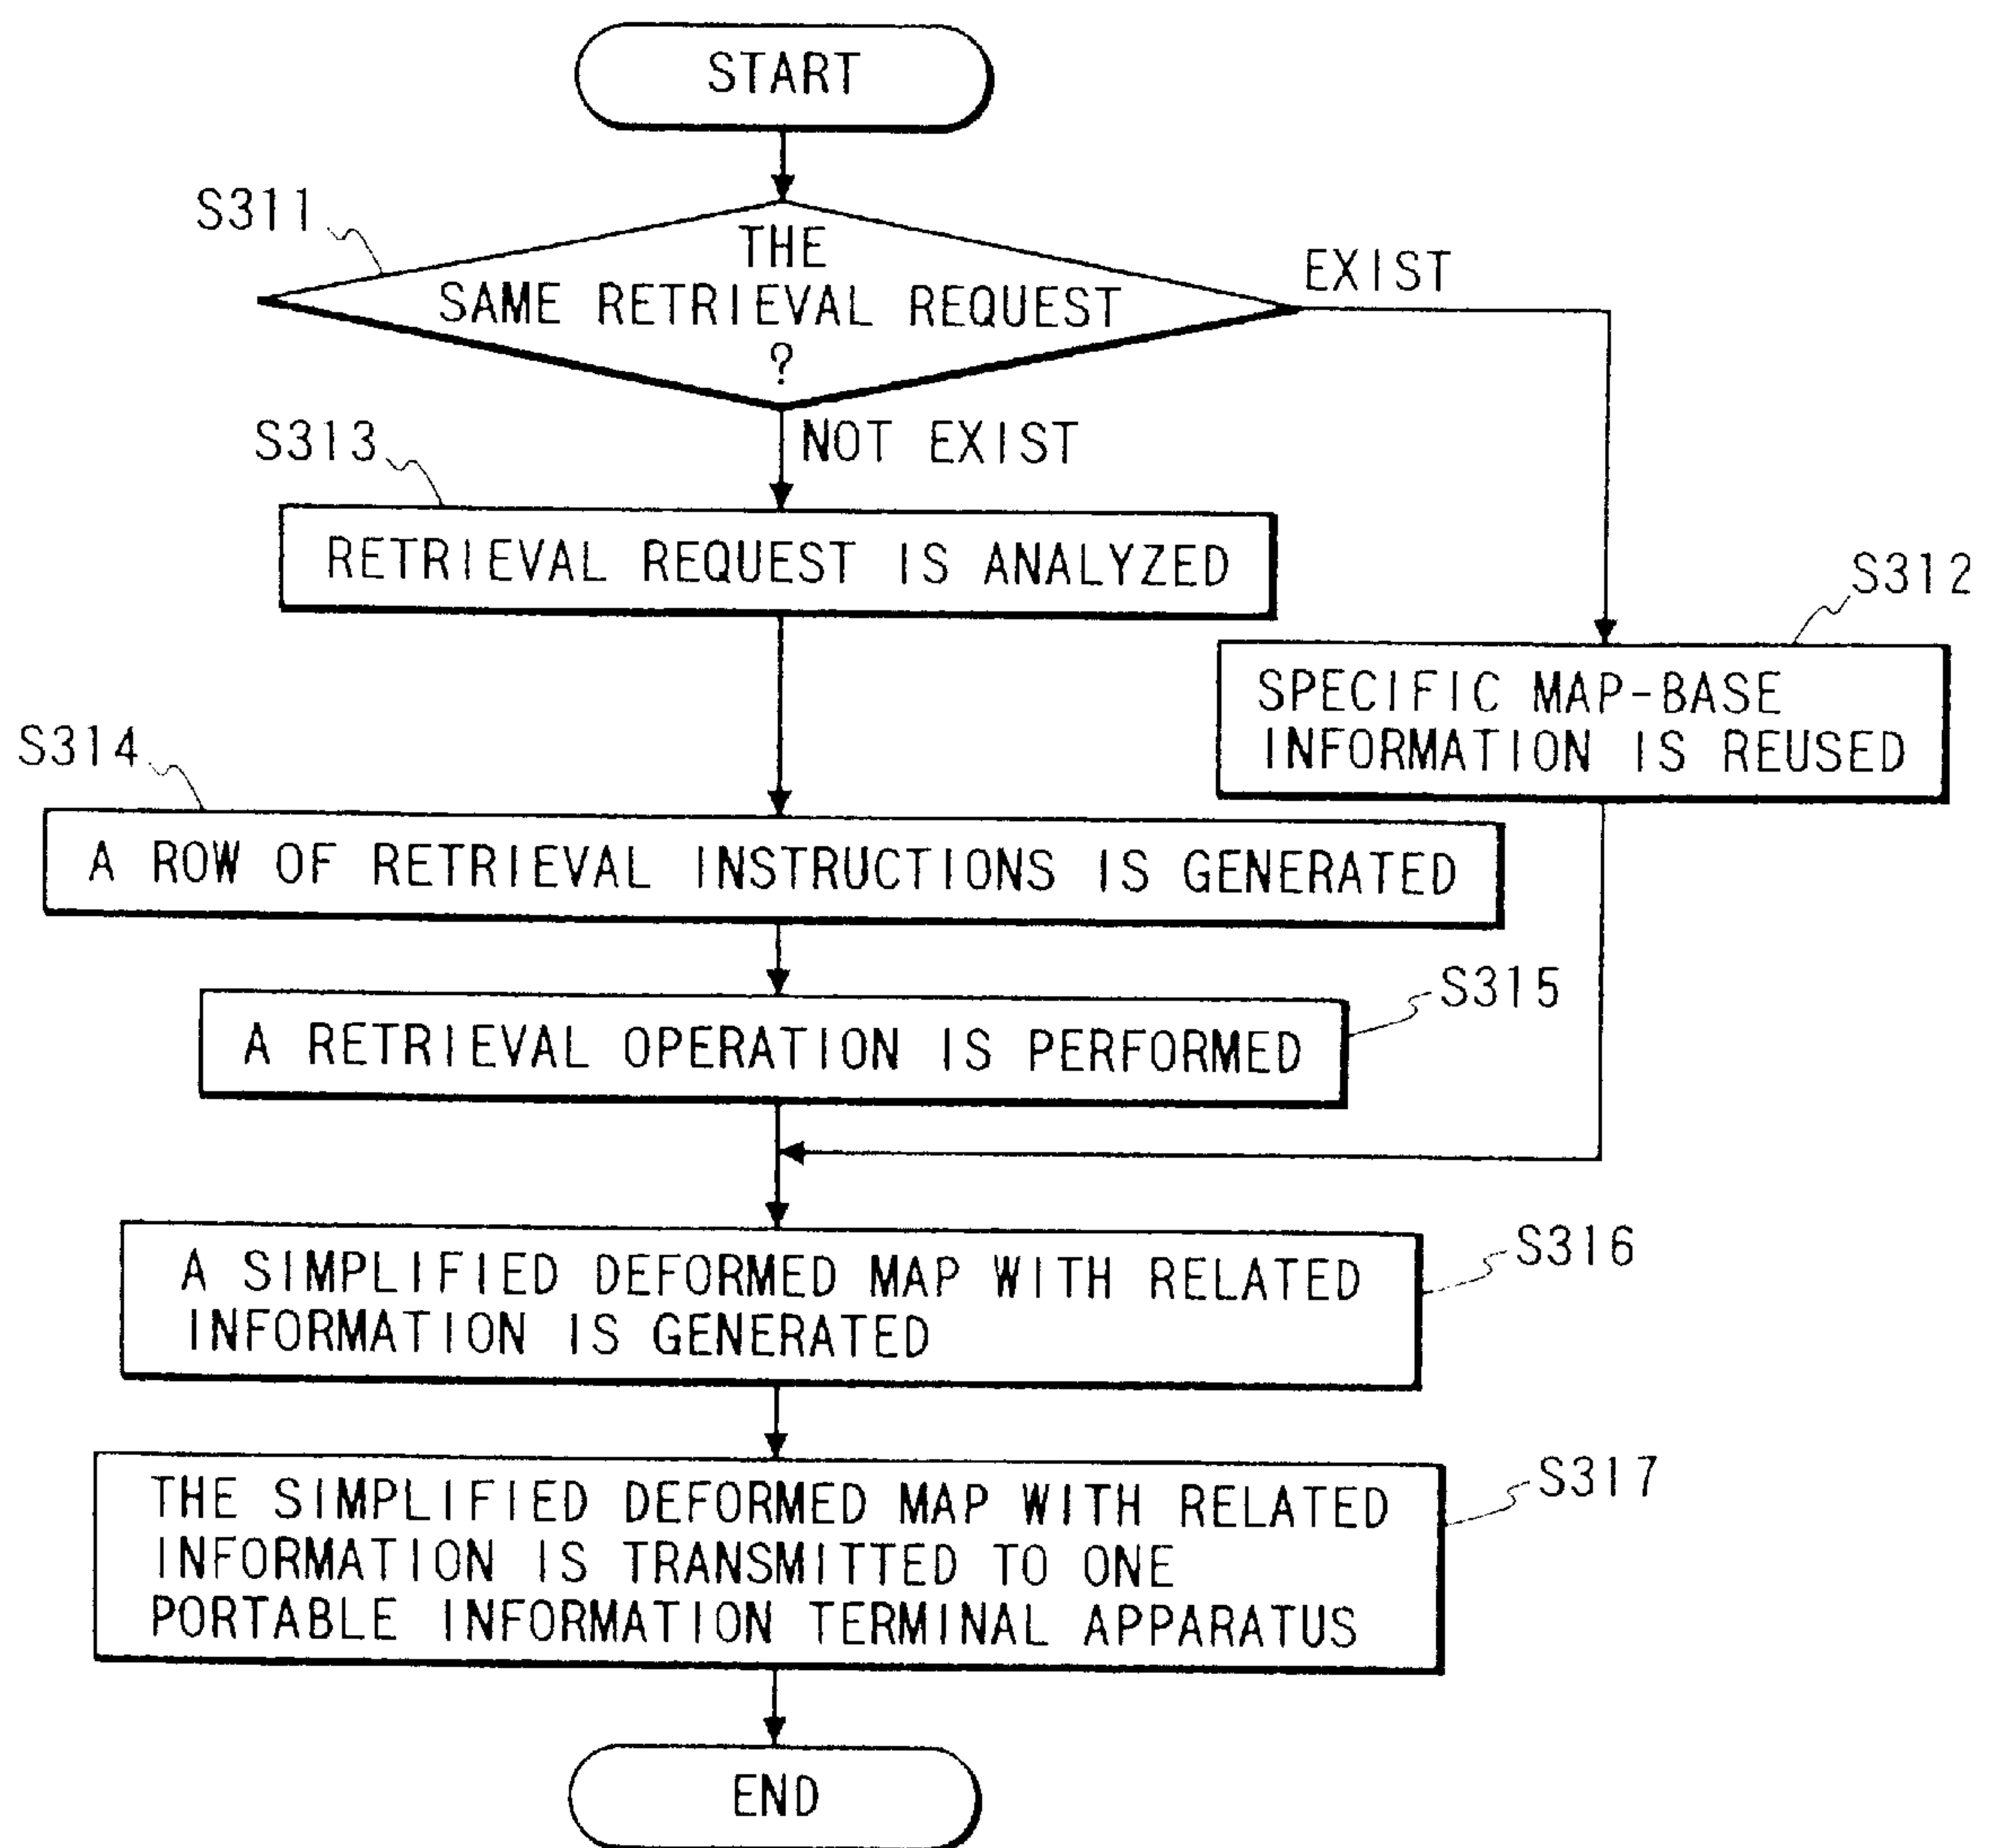 START
S311
THE
SAME RETRIEVAL REQUEST
?
EXIST
NOT EXIST
S313
RETRIEVAL REQUEST IS ANALYZED
S312
SPECIFIC MAP-BASE
INFORMATION IS REUSED
S314
A ROW OF RETRIEVAL INSTRUCTIONS IS GENERATED
S315
A RETRIEVAL OPERATION IS PERFORMED
S316
A SIMPLIFIED DEFORMED MAP WITH RELATED
INFORMATION IS GENERATED
S317
THE SIMPLIFIED DEFORMED MAP WITH RELATED
INFORMATION IS TRANSMITTED TO ONE
PORTABLE INFORMATION TERMINAL APPARATUS
END